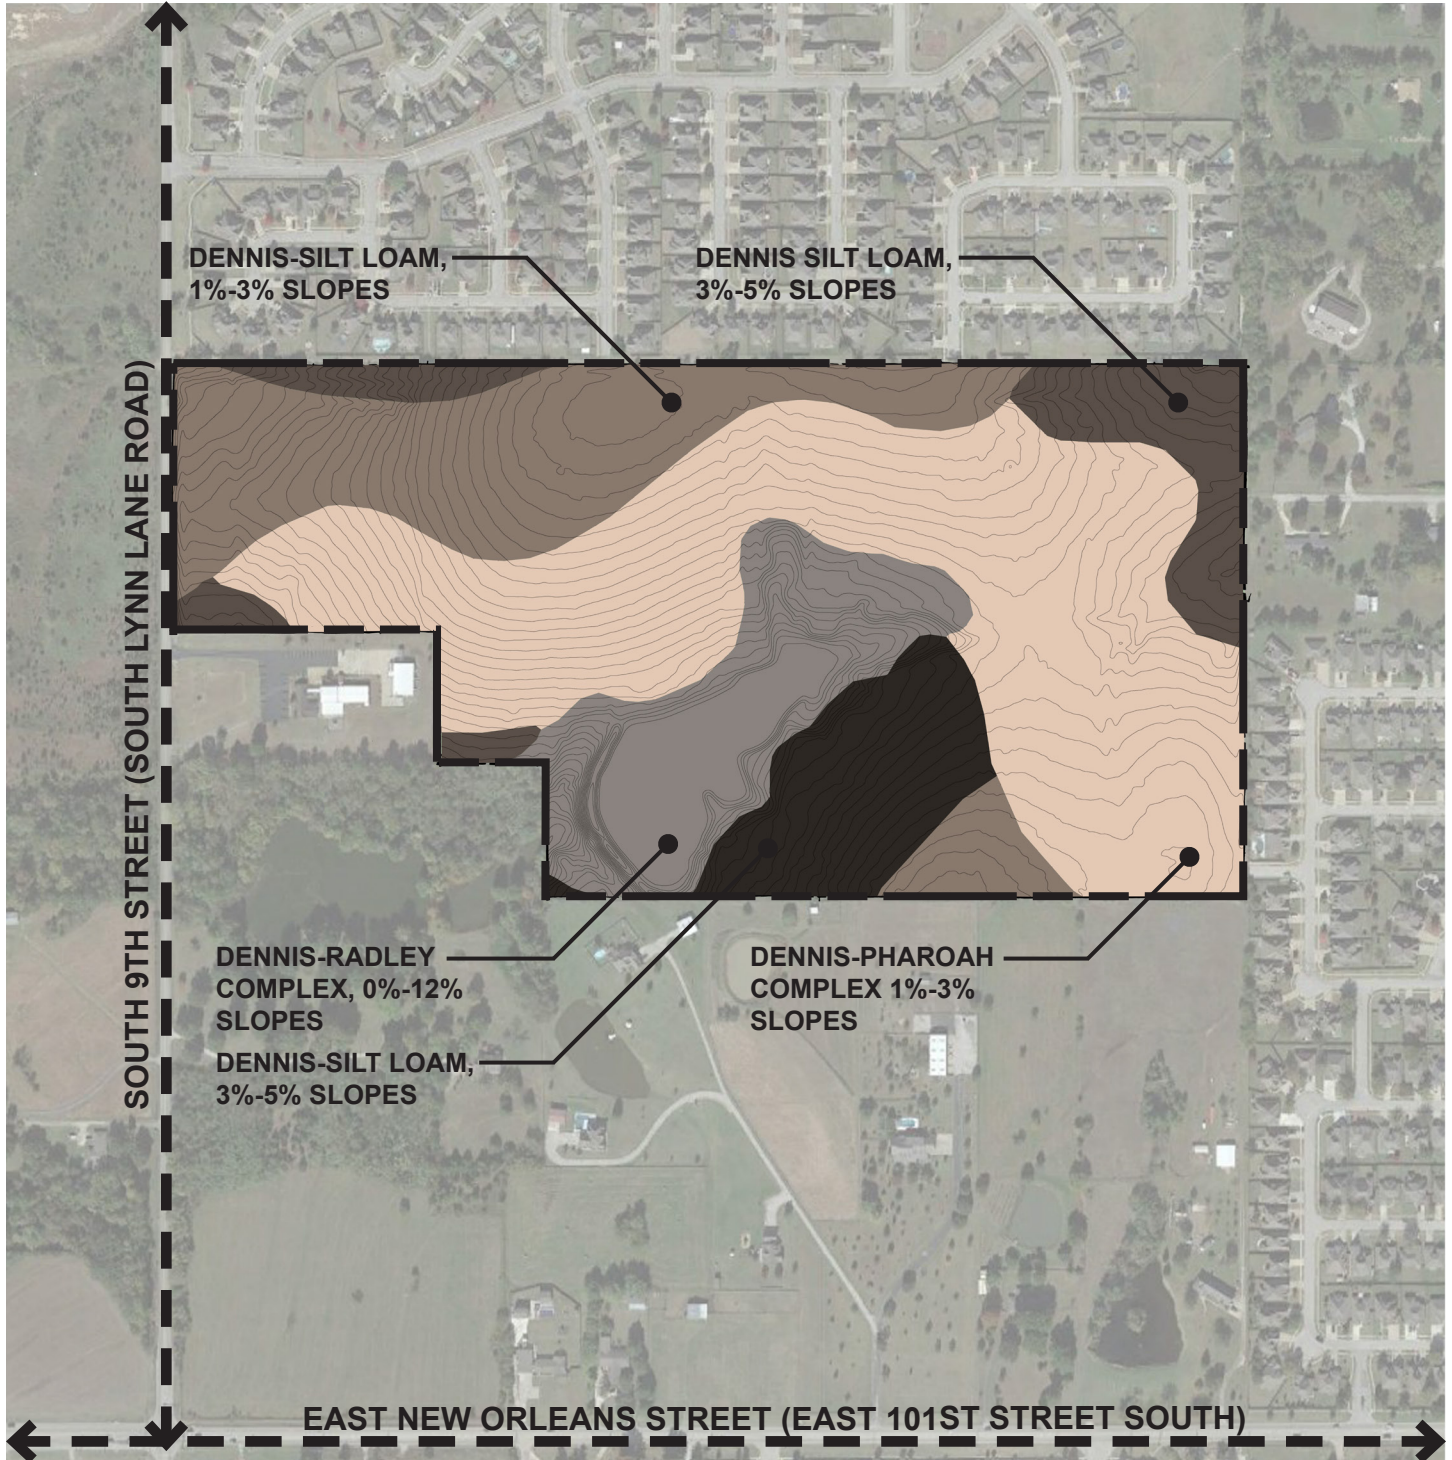 DENNIS-SILT LOAM,
1%-3% SLOPES
DENNIS SILT LOAM,
3%-5% SLOPES
SOUTH 9TH STREET (SOUTH LYNN LANE ROAD)
DENNIS-RADLEY
COMPLEX, 0%-12%
SLOPES
DENNIS-PHAROAH
COMPLEX 1%-3%
SLOPES
DENNIS-SILT LOAM,
3%-5% SLOPES
EAST NEW ORLEANS STREET (EAST 101ST STREET SOUTH)